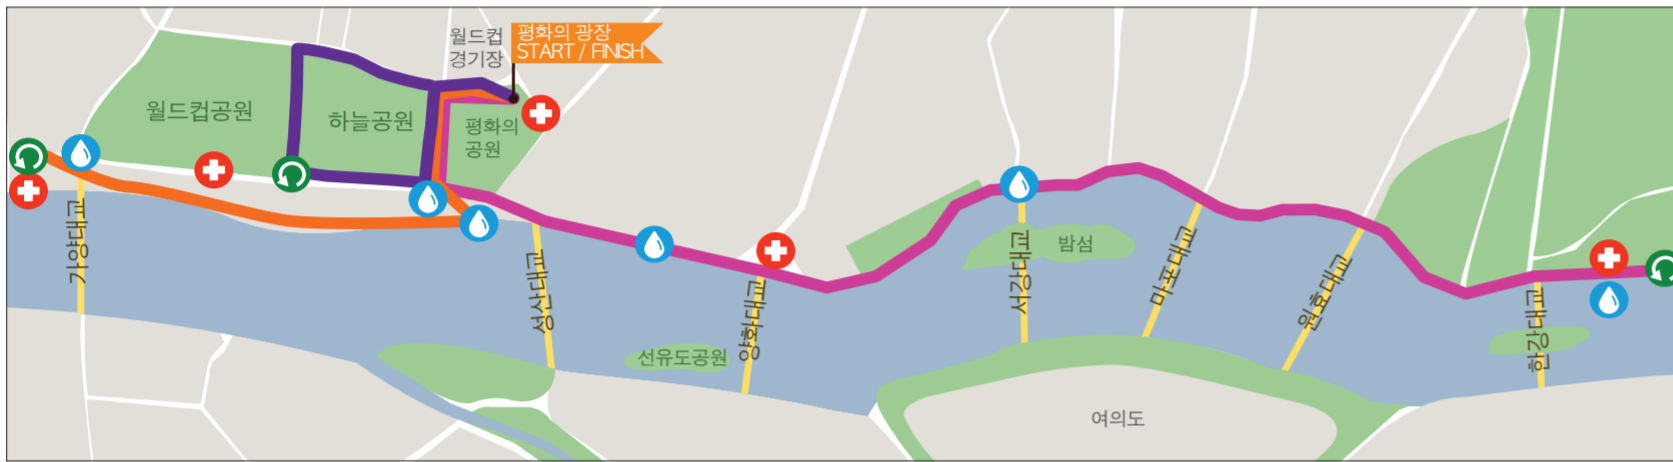 월드컵
경기장
평화의 광장
START / FINISH
월드컵공원
하늘공원
평화의
공원
가양대교
성산대교
양화대교
서강대교
밤섬
마포대교
원효대교
한강대교
선유도공원
여의도